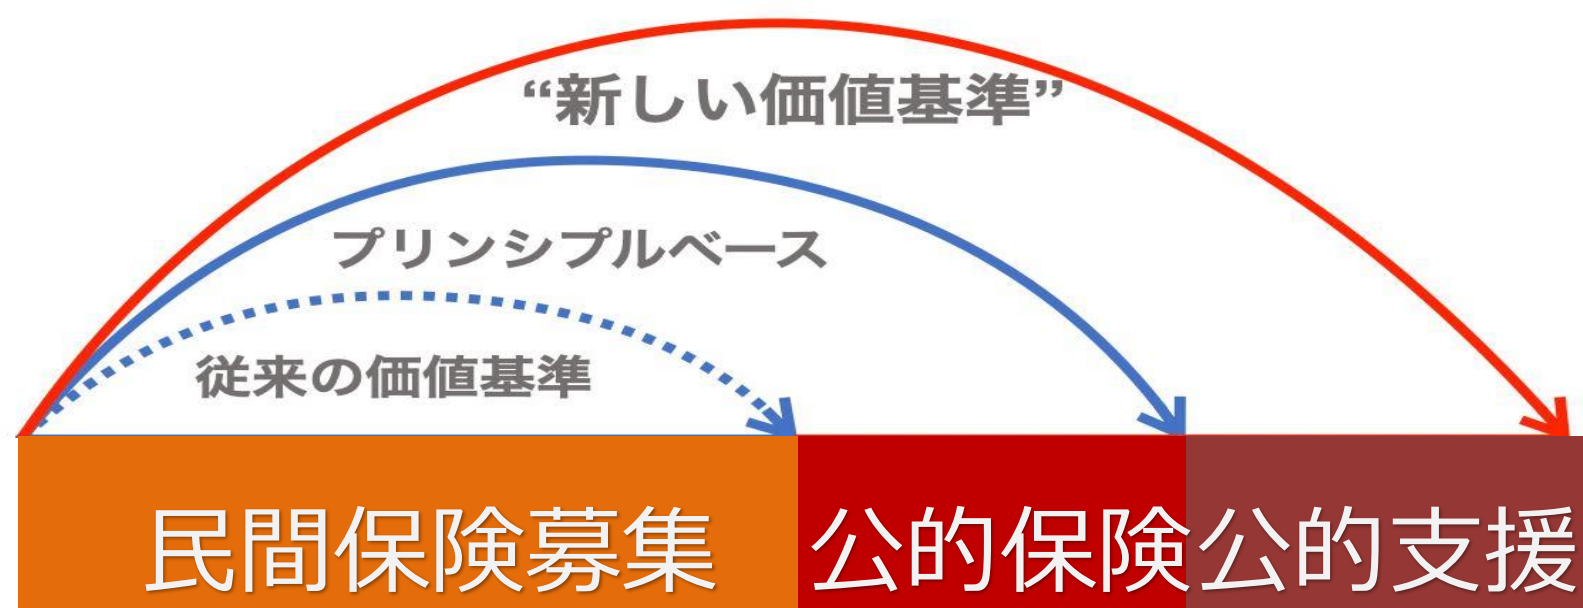 “新しい価値基準”
プリンシプルベース
従来の価値基準
民間保険募集 公的保険 公的支援